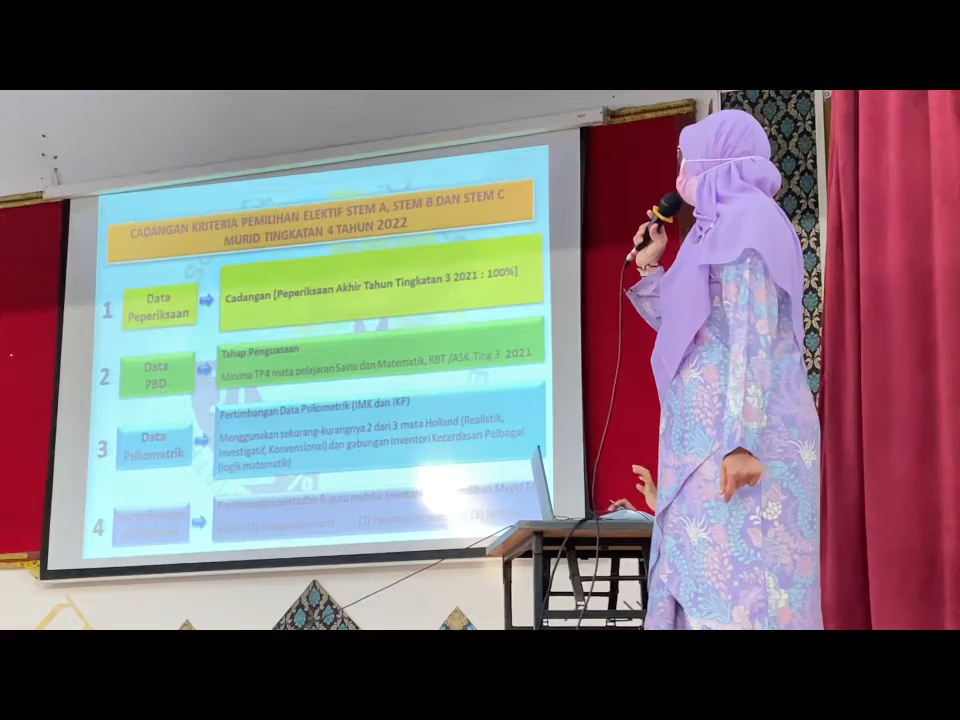 CADANGAN KRITERIA PEMILIHAN ELEKTIF STEM A, STEM B DAN STEM C
MURID TINGKATAN 4 TAHUN 2022
1
Data
Peperiksaan
Cadangan [Peperiksaan Akhir Tahun Tingkatan 3 2021 : 100%]
2
Data
PBD
Tahap Penguasaan
Minima TP4 mata pelajaran Sains dan Matematik, RBT /ASK Ting 3 2021
3
Data
Psikometrik
Pertimbangan Data Psikometrik (IMK dan IKP)
Menggunakan sekurang-kurangnya 2 dari 3 mata Holland (Realistik,
Investigatif, Konvensional) dan gabungan Inventori Kecerdasan Pelbagai
(logik matematik)
4